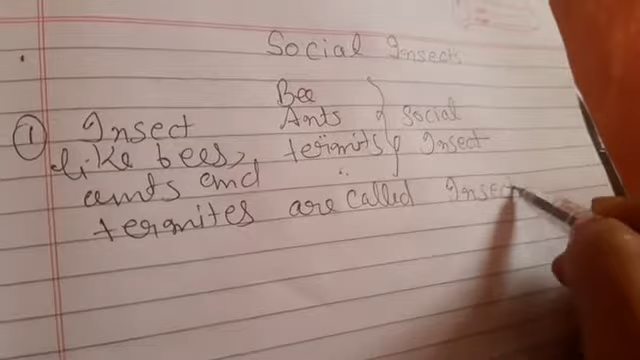 Social Insects
Bee
Ants } social
① Insect
like bees, termits Insect
ants and
termites are called Insect